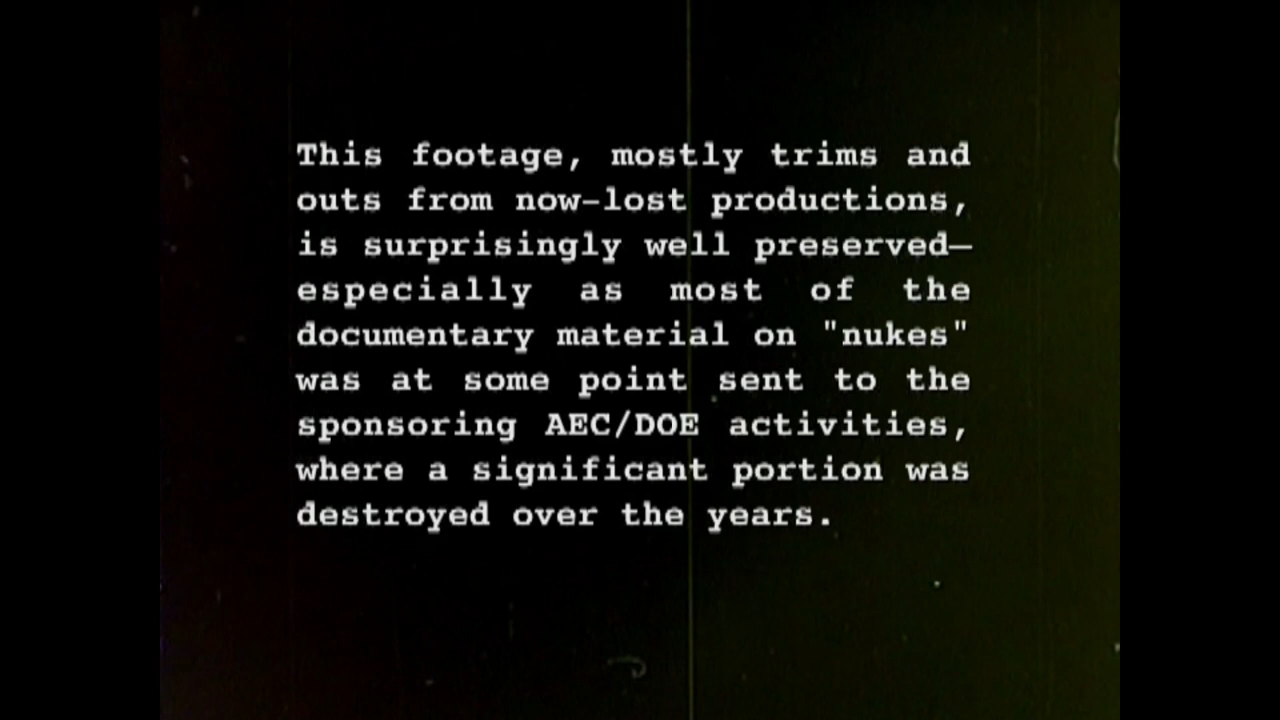 This footage, mostly trims and
outs from now-lost productions,
is surprisingly well preserved—
especially as most of the
documentary material on "nukes"
was at some point sent to the
sponsoring AEC/DOE activities,
where a significant portion was
destroyed over the years.